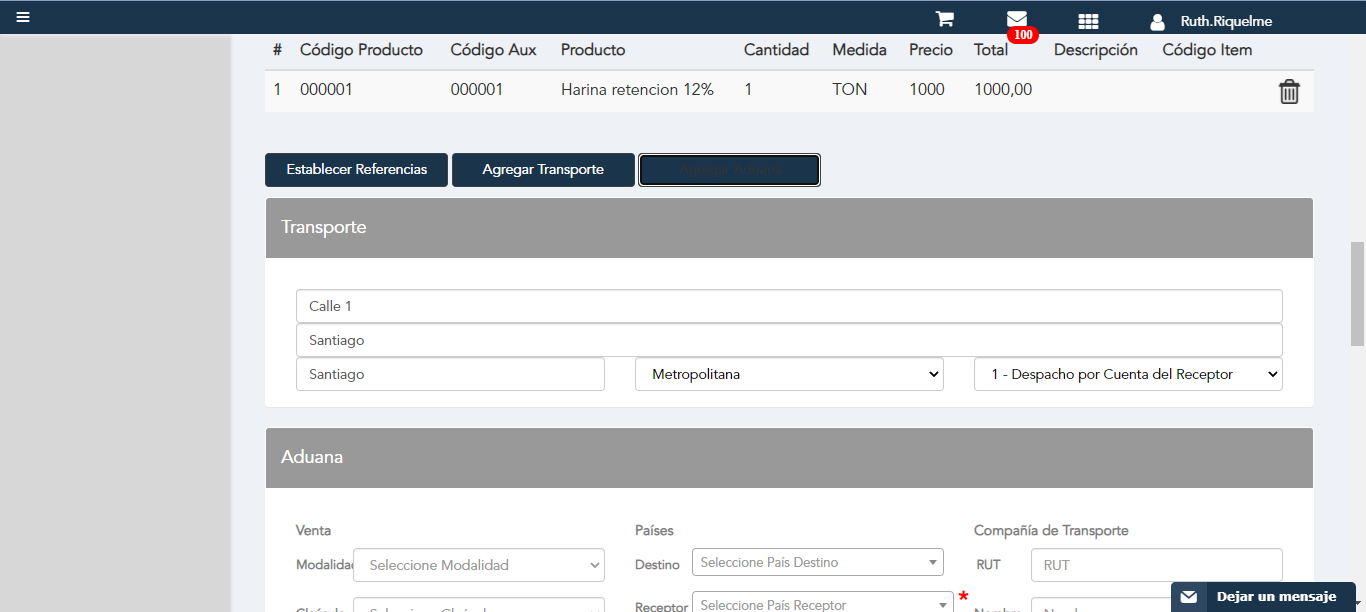 Ruth.Riquelme
100
# Código Producto Código Aux Producto Cantidad Medida Precio Total Descripción Código Item
1 000001 000001 Harina retencion 12% 1 TON 1000 1000,00
Establecer Referencias Agregar Transporte
Transporte
Calle 1
Santiago
Santiago Metropolitana 1 - Despacho por Cuenta del Receptor
Aduana
Venta Países Compañía de Transporte
Modalidad Seleccione Modalidad Destino Seleccione País Destino RUT RUT
Receptor Seleccione País Receptor *
Dejar un mensaje